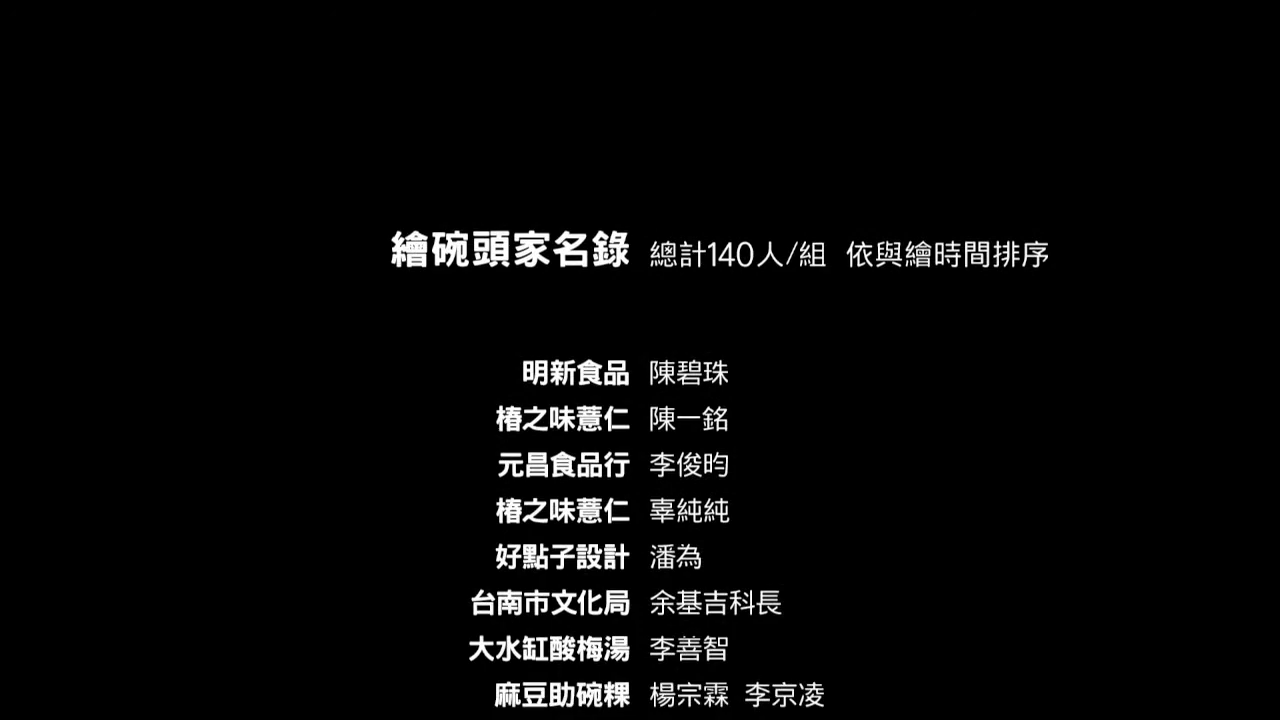 繪碗頭家名錄 總計140人/組 依與繪時間排序
明新食品 陳碧珠
椿之味薏仁 陳一銘
元昌食品行 李俊昀
椿之味薏仁 辜純純
好點子設計 潘為
台南市文化局 余基吉科長
大水缸酸梅湯 李善智
麻豆助碗粿 楊宗霖 李京凌